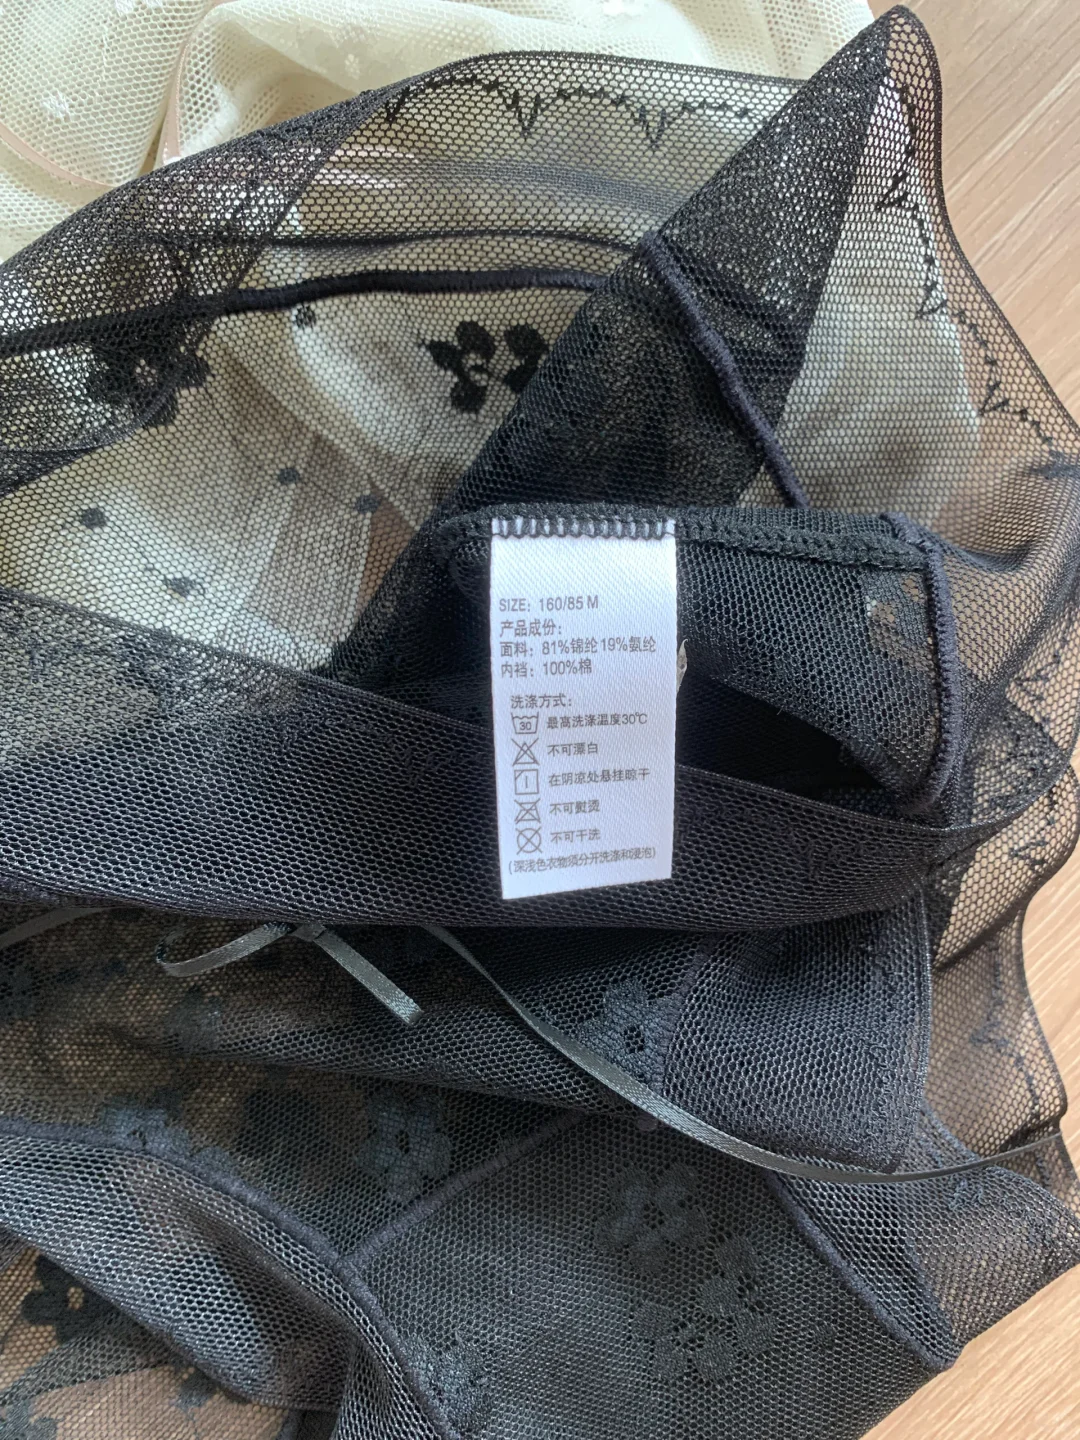 SIZE: 160/85 M
产品成份:
面料: 81%锦纶 19%氨纶
内裆: 100%棉
洗涤方式:
30 最高洗涤温度30℃
不可漂白
在阴凉处悬挂晾干
不可熨烫
不可干洗
(深浅色衣物须分开洗涤和浸泡)